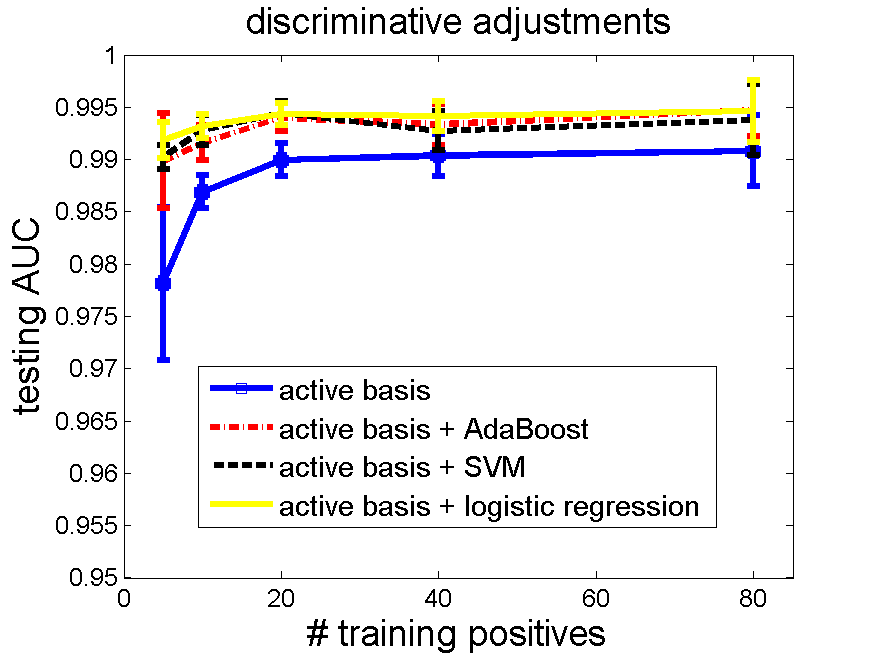 discriminative adjustments
1
0.995
0.99
0.985
0.98
0.975
0.97
0.965
0.96
0.955
0.95
testing AUC
active basis
active basis + AdaBoost
active basis + SVM
active basis + logistic regression
0 20 40 60 80
# training positives